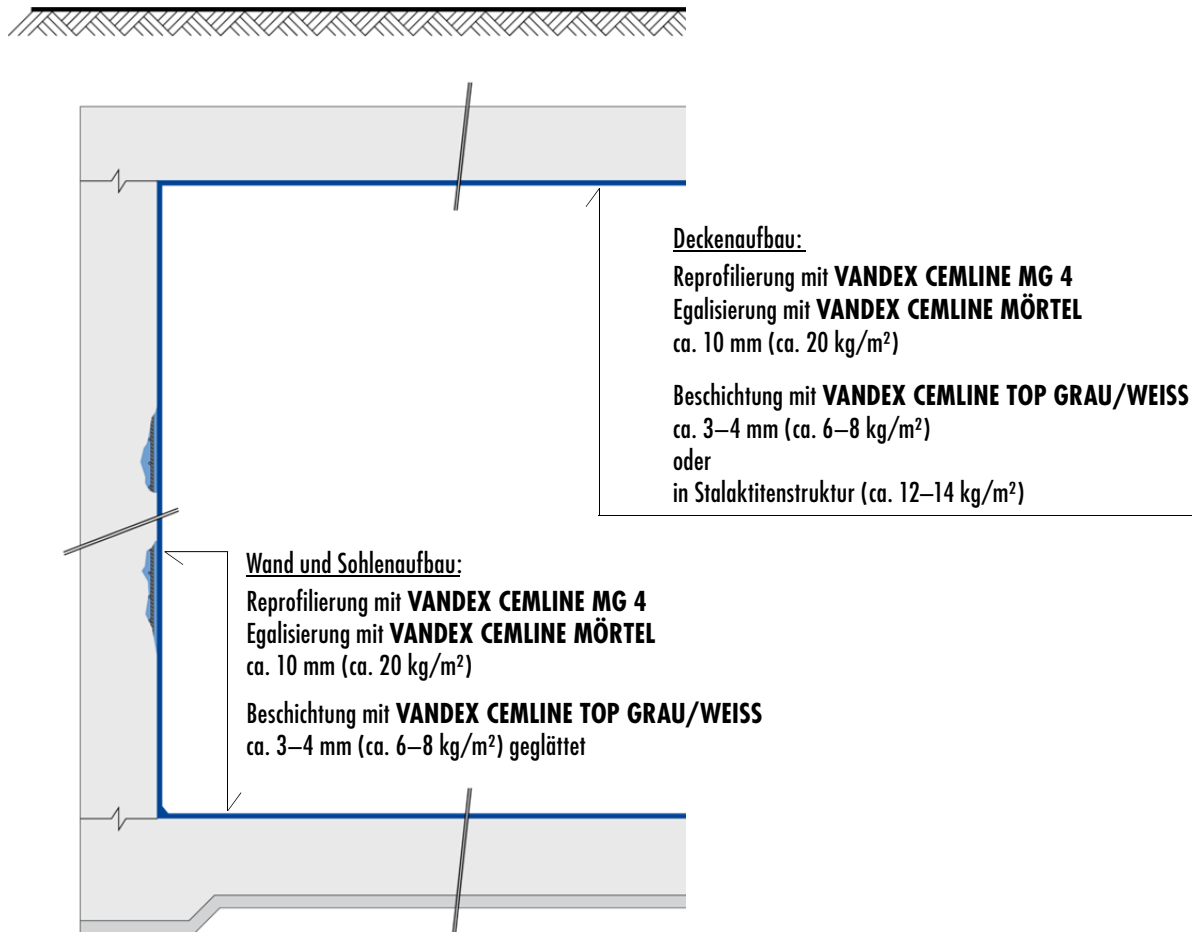 Deckenaufbau:
Reprofilierung mit VANDEX CEMLINE MG 4
Egalisierung mit VANDEX CEMLINE MÖRTEL
ca. 10 mm (ca. 20 kg/m²)
Beschichtung mit VANDEX CEMLINE TOP GRAU/WEISS
ca. 3–4 mm (ca. 6–8 kg/m²)
oder
in Stalaktitenstruktur (ca. 12–14 kg/m²)
Wand und Sohlenaufbau:
Reprofilierung mit VANDEX CEMLINE MG 4
Egalisierung mit VANDEX CEMLINE MÖRTEL
ca. 10 mm (ca. 20 kg/m²)
Beschichtung mit VANDEX CEMLINE TOP GRAU/WEISS
ca. 3–4 mm (ca. 6–8 kg/m²) geglättet